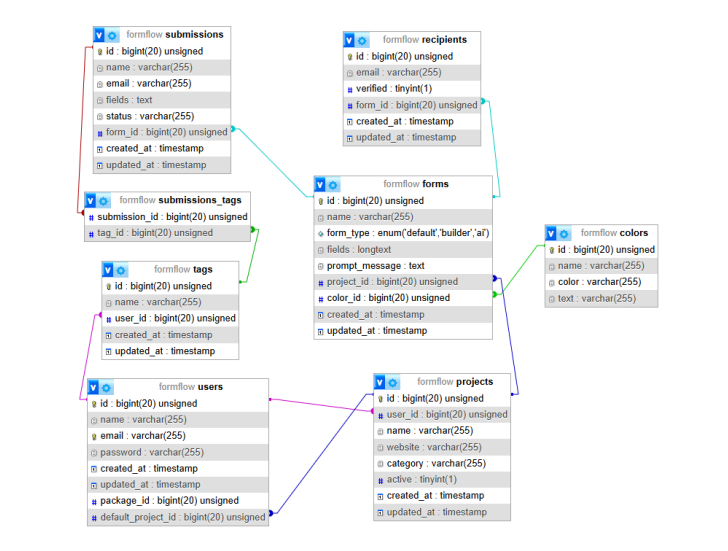 formflow submissions
id : bigint(20) unsigned
name : varchar(255)
email : varchar(255)
fields : text
status : varchar(255)
form_id : bigint(20) unsigned
created_at : timestamp
updated_at : timestamp
formflow recipients
id : bigint(20) unsigned
email : varchar(255)
verified : tinyint(1)
form_id : bigint(20) unsigned
created_at : timestamp
updated_at : timestamp
formflow submissions_tags
submission_id : bigint(20) unsigned
tag_id : bigint(20) unsigned
formflow forms
id : bigint(20) unsigned
name : varchar(255)
form_type : enum('default','builder','ai')
fields : longtext
prompt_message : text
project_id : bigint(20) unsigned
color_id : bigint(20) unsigned
created_at : timestamp
updated_at : timestamp
formflow colors
id : bigint(20) unsigned
name : varchar(255)
color : varchar(255)
text : varchar(255)
formflow tags
id : bigint(20) unsigned
name : varchar(255)
user_id : bigint(20) unsigned
created_at : timestamp
updated_at : timestamp
formflow users
id : bigint(20) unsigned
name : varchar(255)
email : varchar(255)
password : varchar(255)
created_at : timestamp
updated_at : timestamp
package_id : bigint(20) unsigned
default_project_id : bigint(20) unsigned
formflow projects
id : bigint(20) unsigned
user_id : bigint(20) unsigned
name : varchar(255)
website : varchar(255)
category : varchar(255)
active : tinyint(1)
created_at : timestamp
updated_at : timestamp